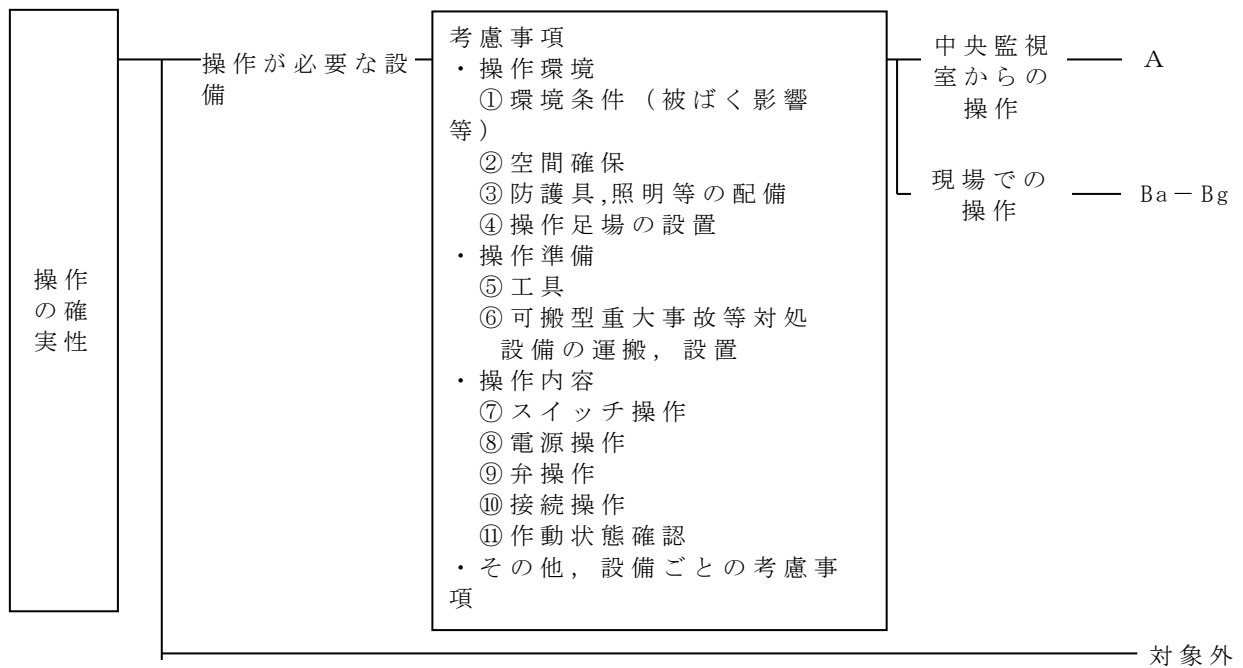 操作
の確
実性
操作が必要な設
備
考慮事項
・操作環境
①環境条件（被ばく影響
等）
②空間確保
③防護具,照明等の配備
④操作足場の設置
・操作準備
⑤工具
⑥可搬型重大事故等対処
設備の運搬，設置
・操作内容
⑦スイッチ操作
⑧電源操作
⑨弁操作
⑩接続操作
⑪作動状態確認
・その他，設備ごとの考慮事
項
中央監視
室からの
操作
A
現場での
操作
Ba－Bg
対象外